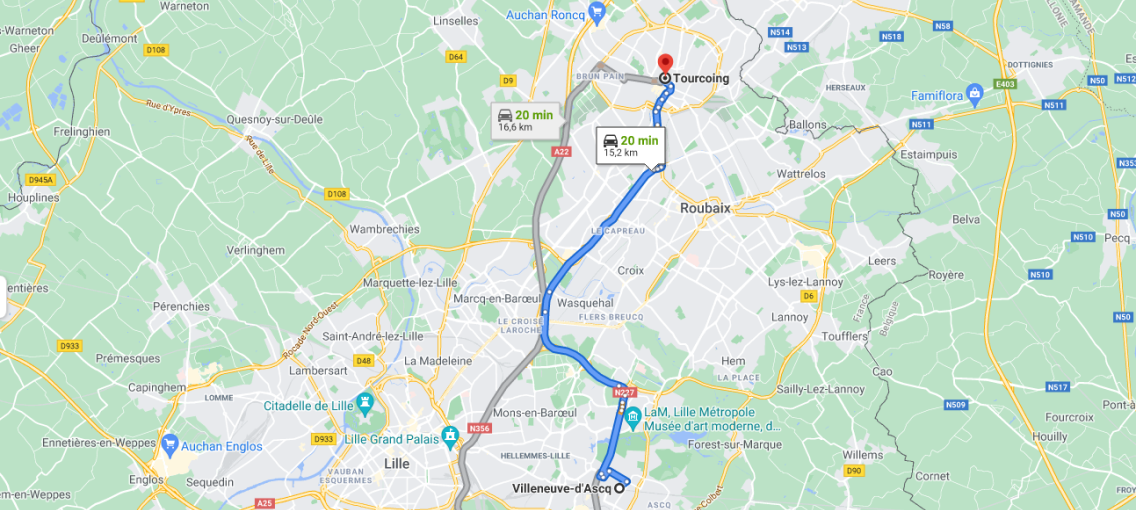 Warneton
s-Warneton
Gheer
Deûlémont
D108
Linselles
Auchan Roncq
D64
D9
BRUN PAIN
Tourcoing
N514
N513
N518
N58
DOTTIGNIES
N512
E403
HERSEAUX
Famiflora
N511
N511
Ballons
Estaimpuis
N353
Rue d'Ypres
Quesnoy-sur-Deûle
Frelinghien
Rue de Lille
20 min
16,6 km
20 min
15,2 km
A22
D945A
Houplines
D108
Wattrelos
Roubaix
Belva
N50
Pecq
N510
Wambrechies
Verlinghem
LE CAPREAU
Croix
Leers
Royère
N510
entières
Pérenchies
Marquette-lez-Lille
Marcq-en-Barœul
Wasquehal
FLERS BREUCQ
LE CROISÉ
LAROCHE
Lys-lez-Lannoy
D6
Lannoy
Toufflers
France
Belgique
N50
Rocade Nord-Ouest
Saint-André-lez-Lille
D933
Prémesques
Lambersart
D48
La Madeleine
Hem
LA PLACE
Cao
Capinghem
LOMME
Citadelle de Lille
N227
Sailly-Lez-Lannoy
N517
N509
Pont-à
Mons-en-Barœul
LaM, Lille Métropole
Musée d'art moderne, d...
Fourcroix
Houilly
Ennetières-en-Weppes
Auchan Englos
D933
Lille Grand Palais
N356
Forest-sur-Marque
Lille
HELLEMMES-LILLE
Willems
D90
Englos
Sequedin
VAUBAN
ESQUERMES
Villeneuve-d'Ascq
Cornet
em-en-Weppes
A25
ASCQ
FROY